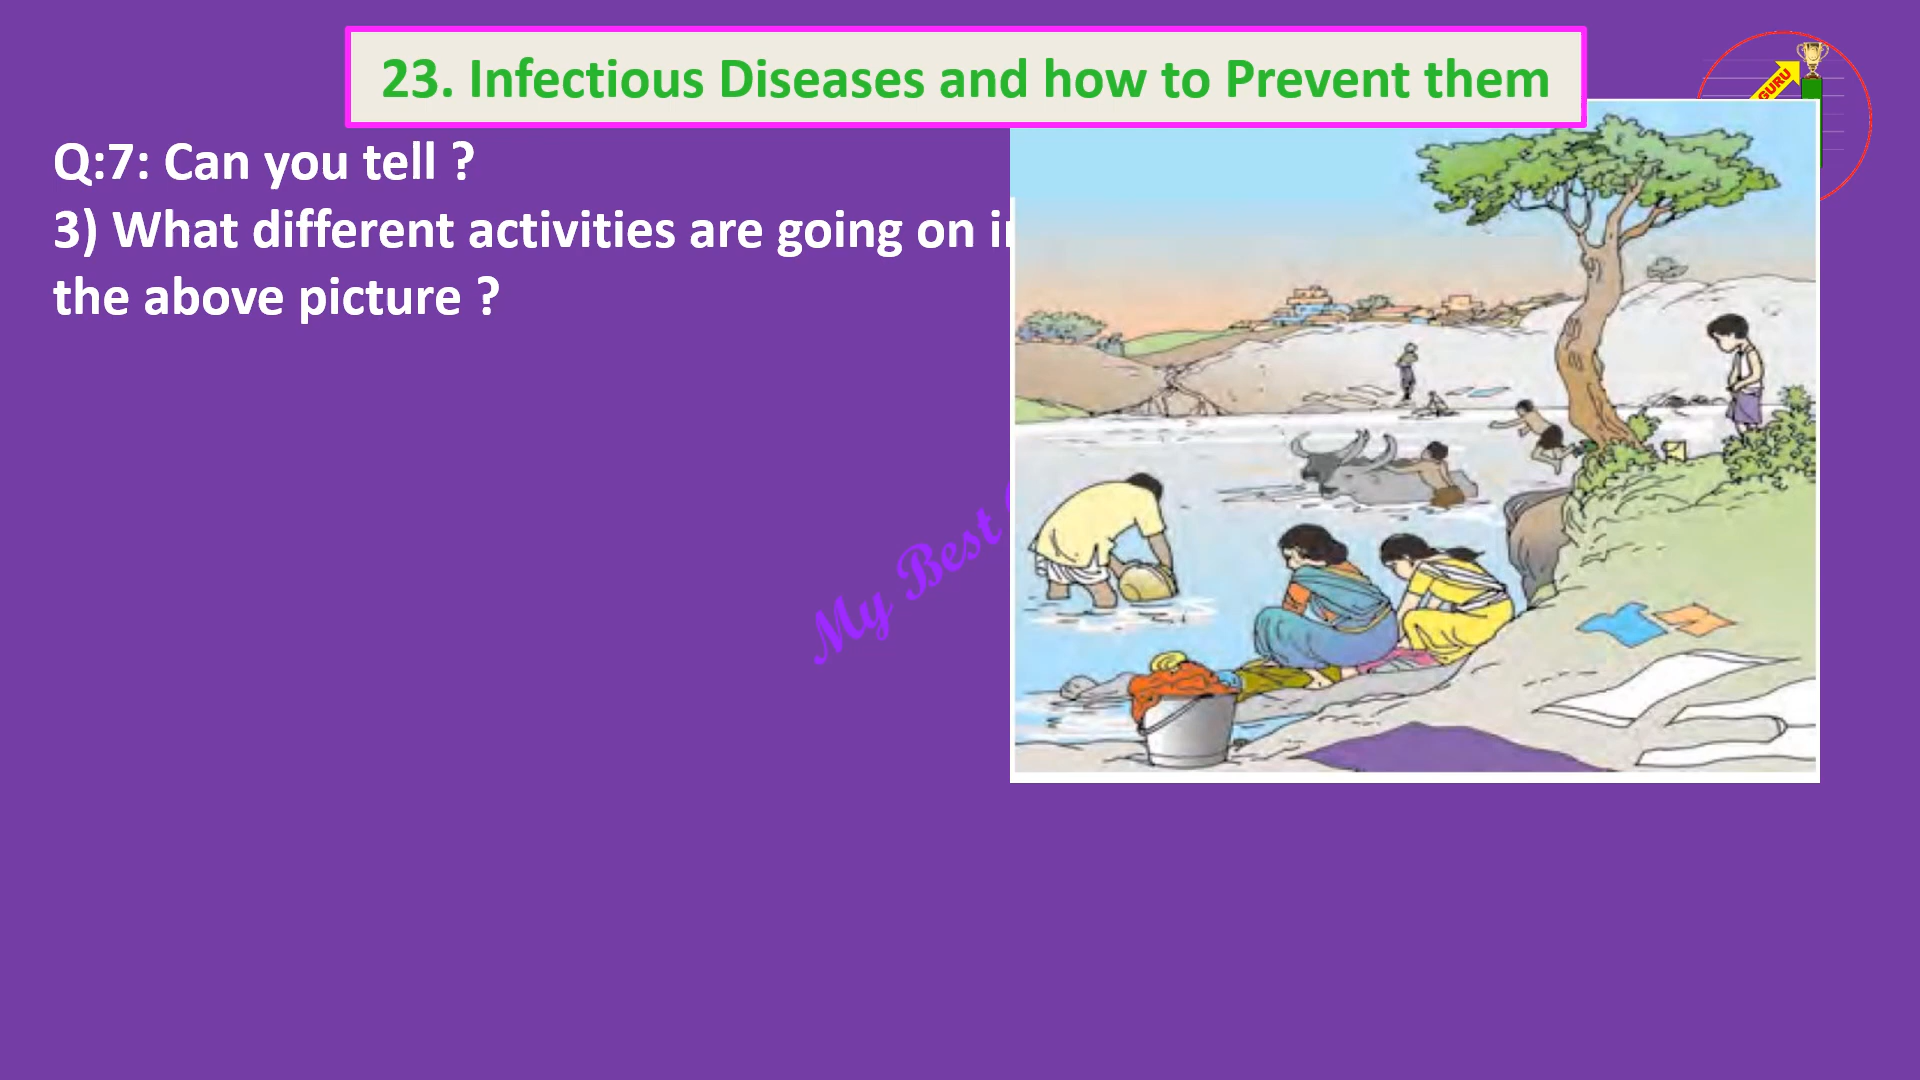 23. Infectious Diseases and how to Prevent them
GURU
Q:7: Can you tell ?
3) What different activities are going on in
the above picture ?
My Best